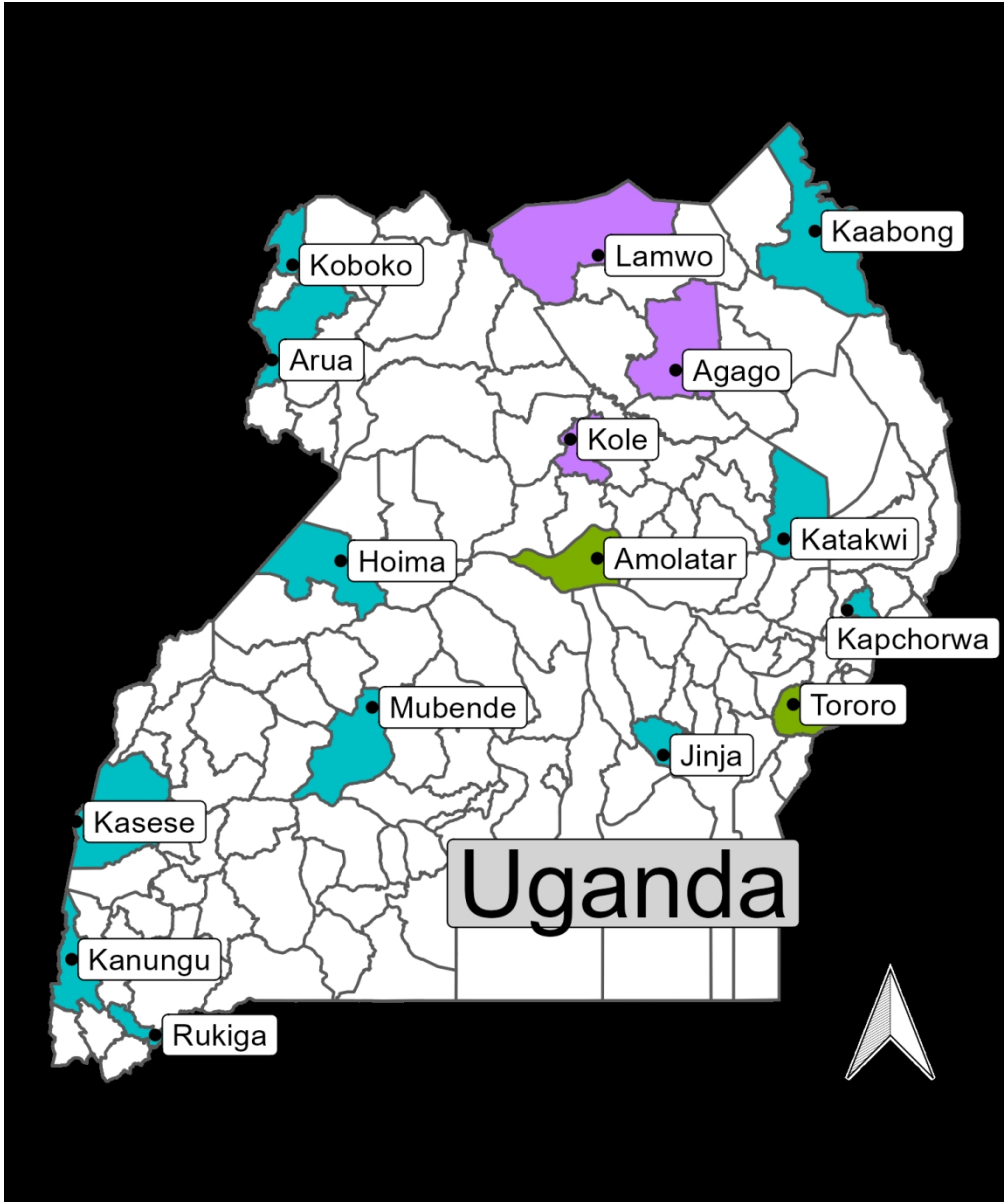 Kaabong
Lamwo
Koboko
Arua
Agago
Kole
Katakwi
Hoima
Amolatar
Kapchorwa
Mubende
Tororo
Jinja
Kasese
Uganda
Kanungu
Rukiga